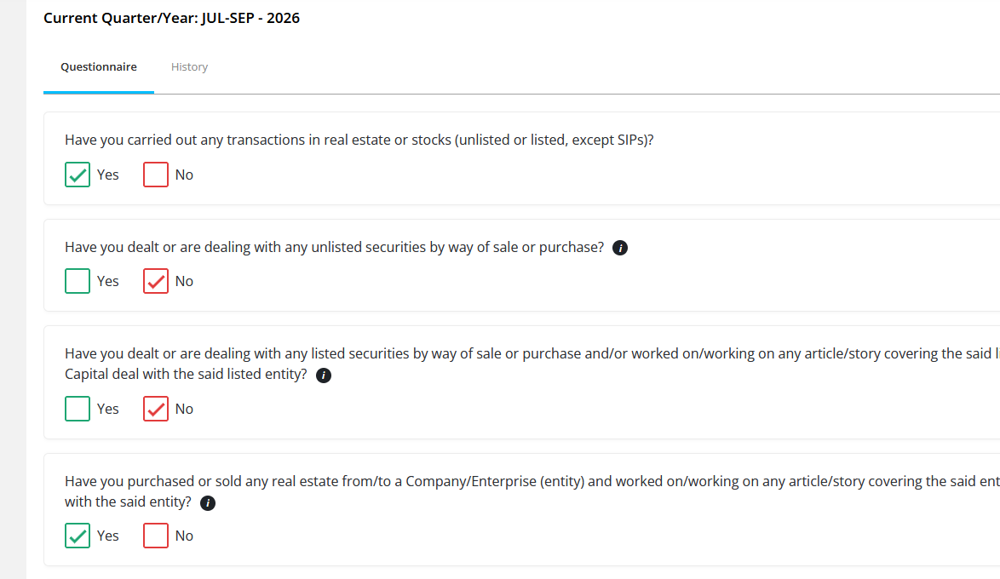 Current Quarter/Year: JUL-SEP - 2026
Questionnaire History
Have you carried out any transactions in real estate or stocks (unlisted or listed, except SIPs)?
Yes No
Have you dealt or are dealing with any unlisted securities by way of sale or purchase? i
Yes No
Have you dealt or are dealing with any listed securities by way of sale or purchase and/or worked on/working on any article/story covering the said
Capital deal with the said listed entity? i
Yes No
Have you purchased or sold any real estate from/to a Company/Enterprise (entity) and worked on/working on any article/story covering the said
with the said entity? i
Yes No